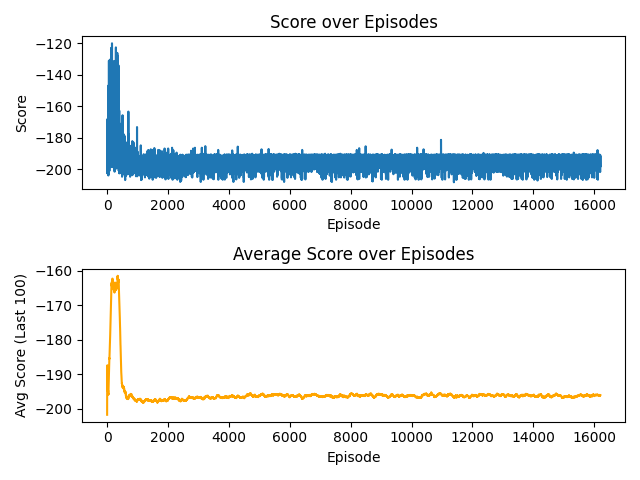 Score over Episodes
Score
−120
−140
−160
−180
−200
0 2000 4000 6000 8000 10000 12000 14000 16000
Episode
Average Score over Episodes
Avg Score (Last 100)
−160
−170
−180
−190
−200
0 2000 4000 6000 8000 10000 12000 14000 16000
Episode